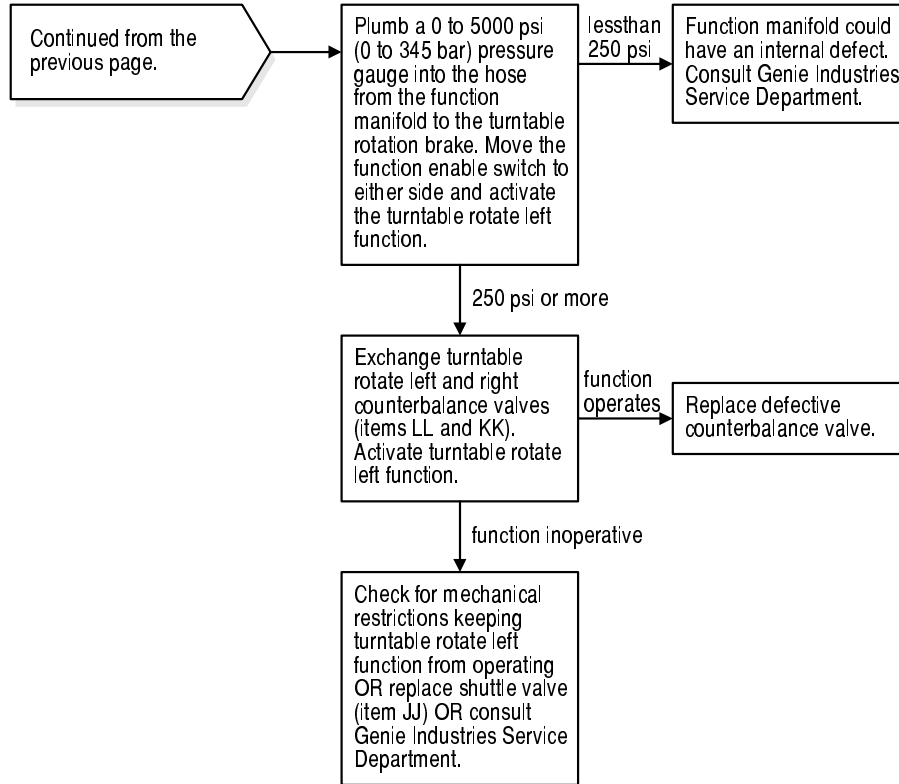 Continued from the
previous page.
Plumb a 0 to 5000 psi
(0 to 345 bar) pressure
gauge into the hose
from the function
manifold to the turntable
rotation brake. Move the
function enable switch to
either side and activate
the turntable rotate left
function.
lessthan
250 psi
Function manifold could
have an internal defect.
Consult Genie Industries
Service Department.
250 psi or more
Exchange turntable
rotate left and right
counterbalance valves
(items LL and KK).
Activate turntable rotate
left function.
function
operates
Replace defective
counterbalance valve.
function inoperative
Check for mechanical
restrictions keeping
turntable rotate left
function from operating
OR replace shuttle valve
(item JJ) OR consult
Genie Industries Service
Department.